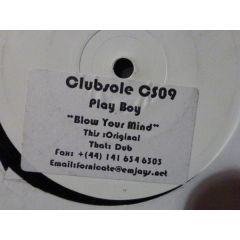 Clubsole CS09
Play Boy
"Blow Your Mind"
This :Original
That: Dub
Fax: +(44) 141 634 6303
Email:fornicate@emjays.net